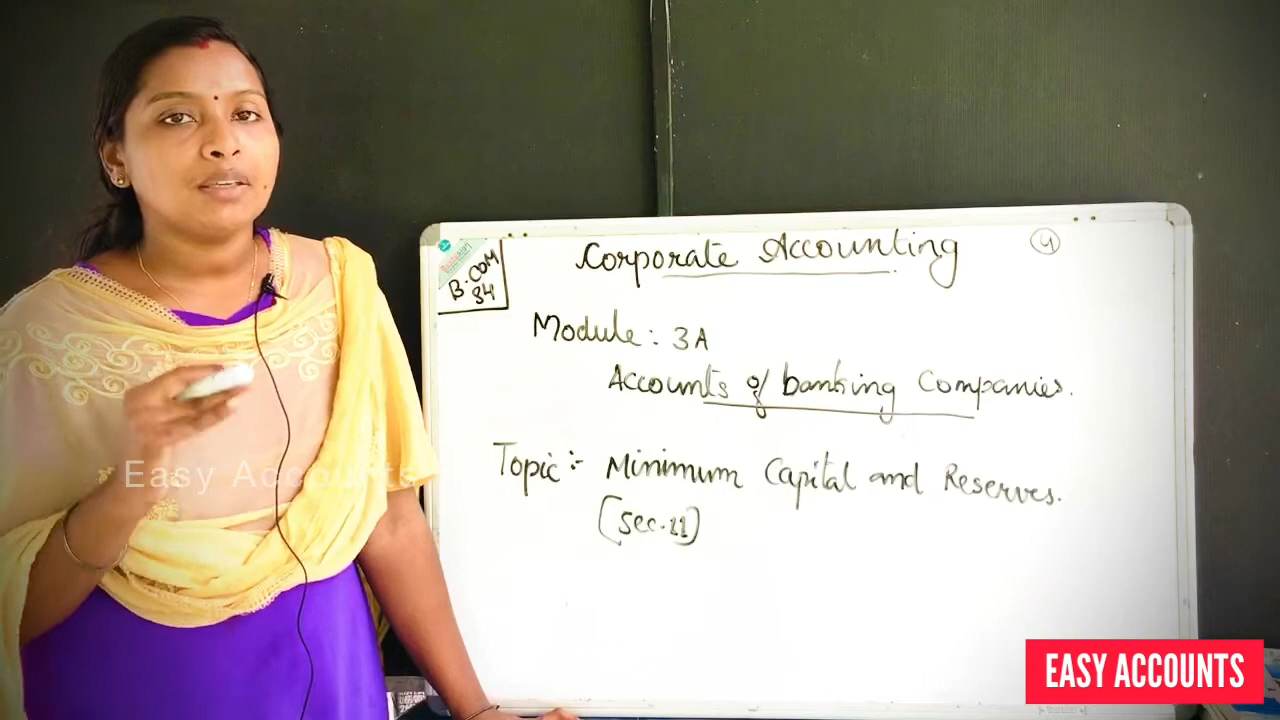 Corporate Accounting
4
B.COM
S4
Module : 3A
Accounts of banking Companies.
Topic :- Minimum Capital and Reserves.
(Sec.11)
Easy Accounts
EASY ACCOUNTS